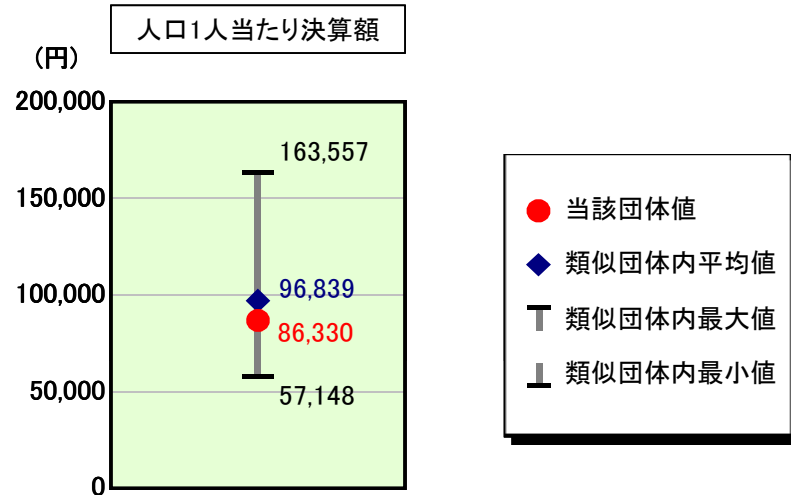 人口1人当たり決算額
(円)
200,000
163,557
150,000
100,000
96,839
86,330
50,000
57,148
0
当該団体値
類似団体内平均値
類似団体内最大値
類似団体内最小値